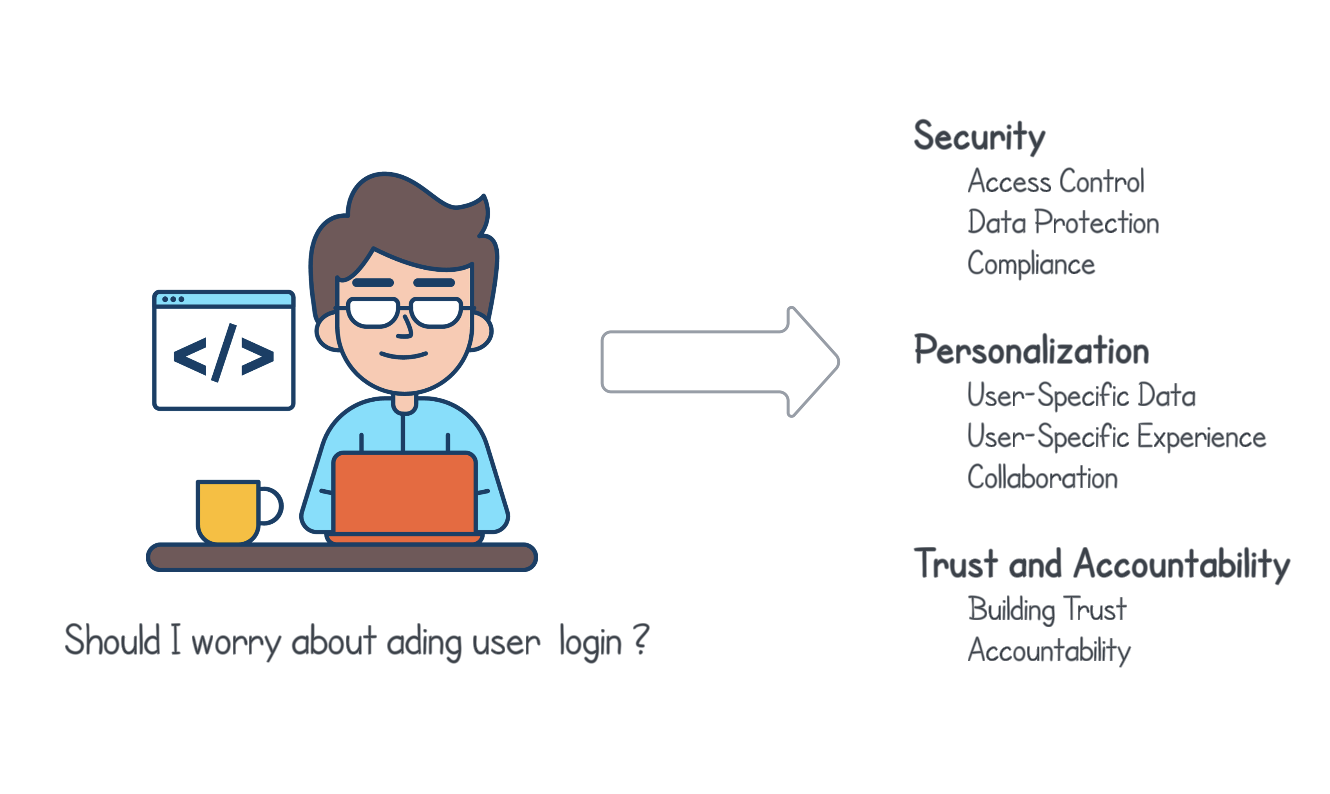 </>
Should I worry about ading user login ?
Security
Access Control
Data Protection
Compliance
Personalization
User-Specific Data
User-Specific Experience
Collaboration
Trust and Accountability
Building Trust
Accountability